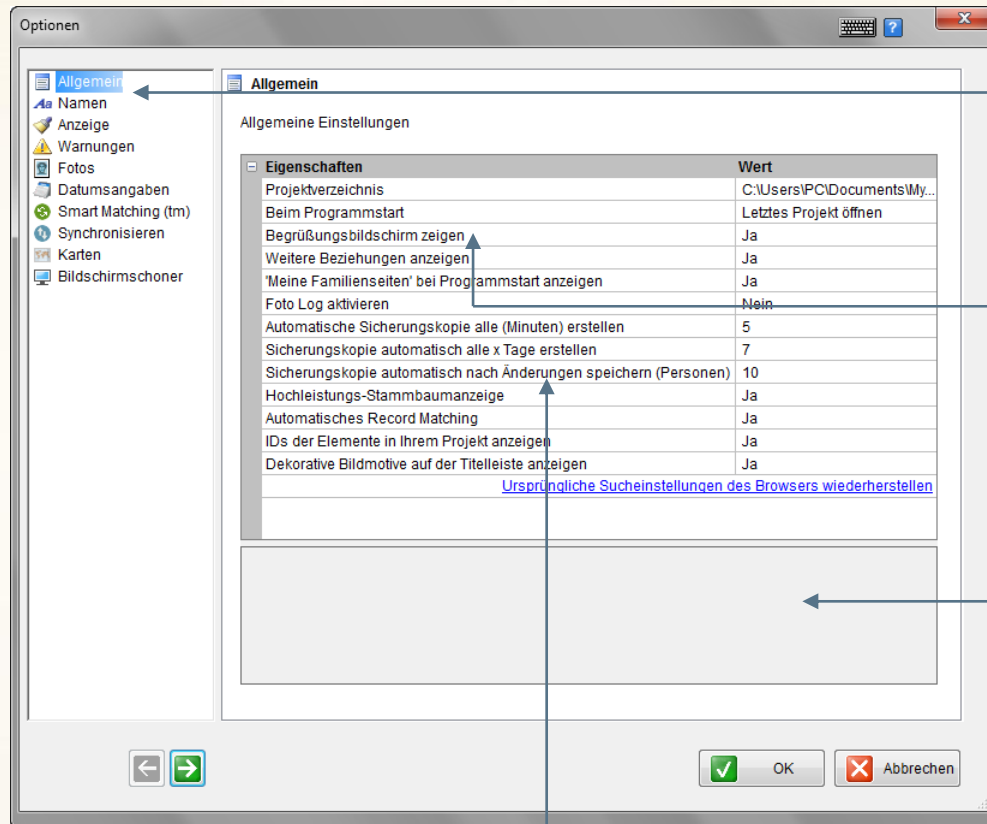 Optionen
Allgemein
Namen
Anzeige
Warnungen
Fotos
Datumsangaben
Smart Matching (tm)
Synchronisieren
Karten
Bildschirmschoner
Allgemein
Allgemeine Einstellungen
Eigenschaften Wert
Projektverzeichnis C:\Users\PC\Documents\My...
Beim Programmstart Letztes Projekt öffnen
Begrüßungsbildschirm zeigen Ja
Weitere Beziehungen anzeigen Ja
'Meine Familienseiten' bei Programmstart anzeigen Ja
Foto Log aktivieren Nein
Automatische Sicherungskopie alle (Minuten) erstellen 5
Sicherungskopie automatisch alle x Tage erstellen 7
Sicherungskopie automatisch nach Änderungen speichern (Personen) 10
Hochleistungs-Stammbaumanzeige Ja
Automatisches Record Matching Ja
IDs der Elemente in Ihrem Projekt anzeigen Ja
Dekorative Bildmotive auf der Titelleiste anzeigen Ja
Ursprüngliche Sucheinstellungen des Browsers wiederherstellen
OK Abbrechen